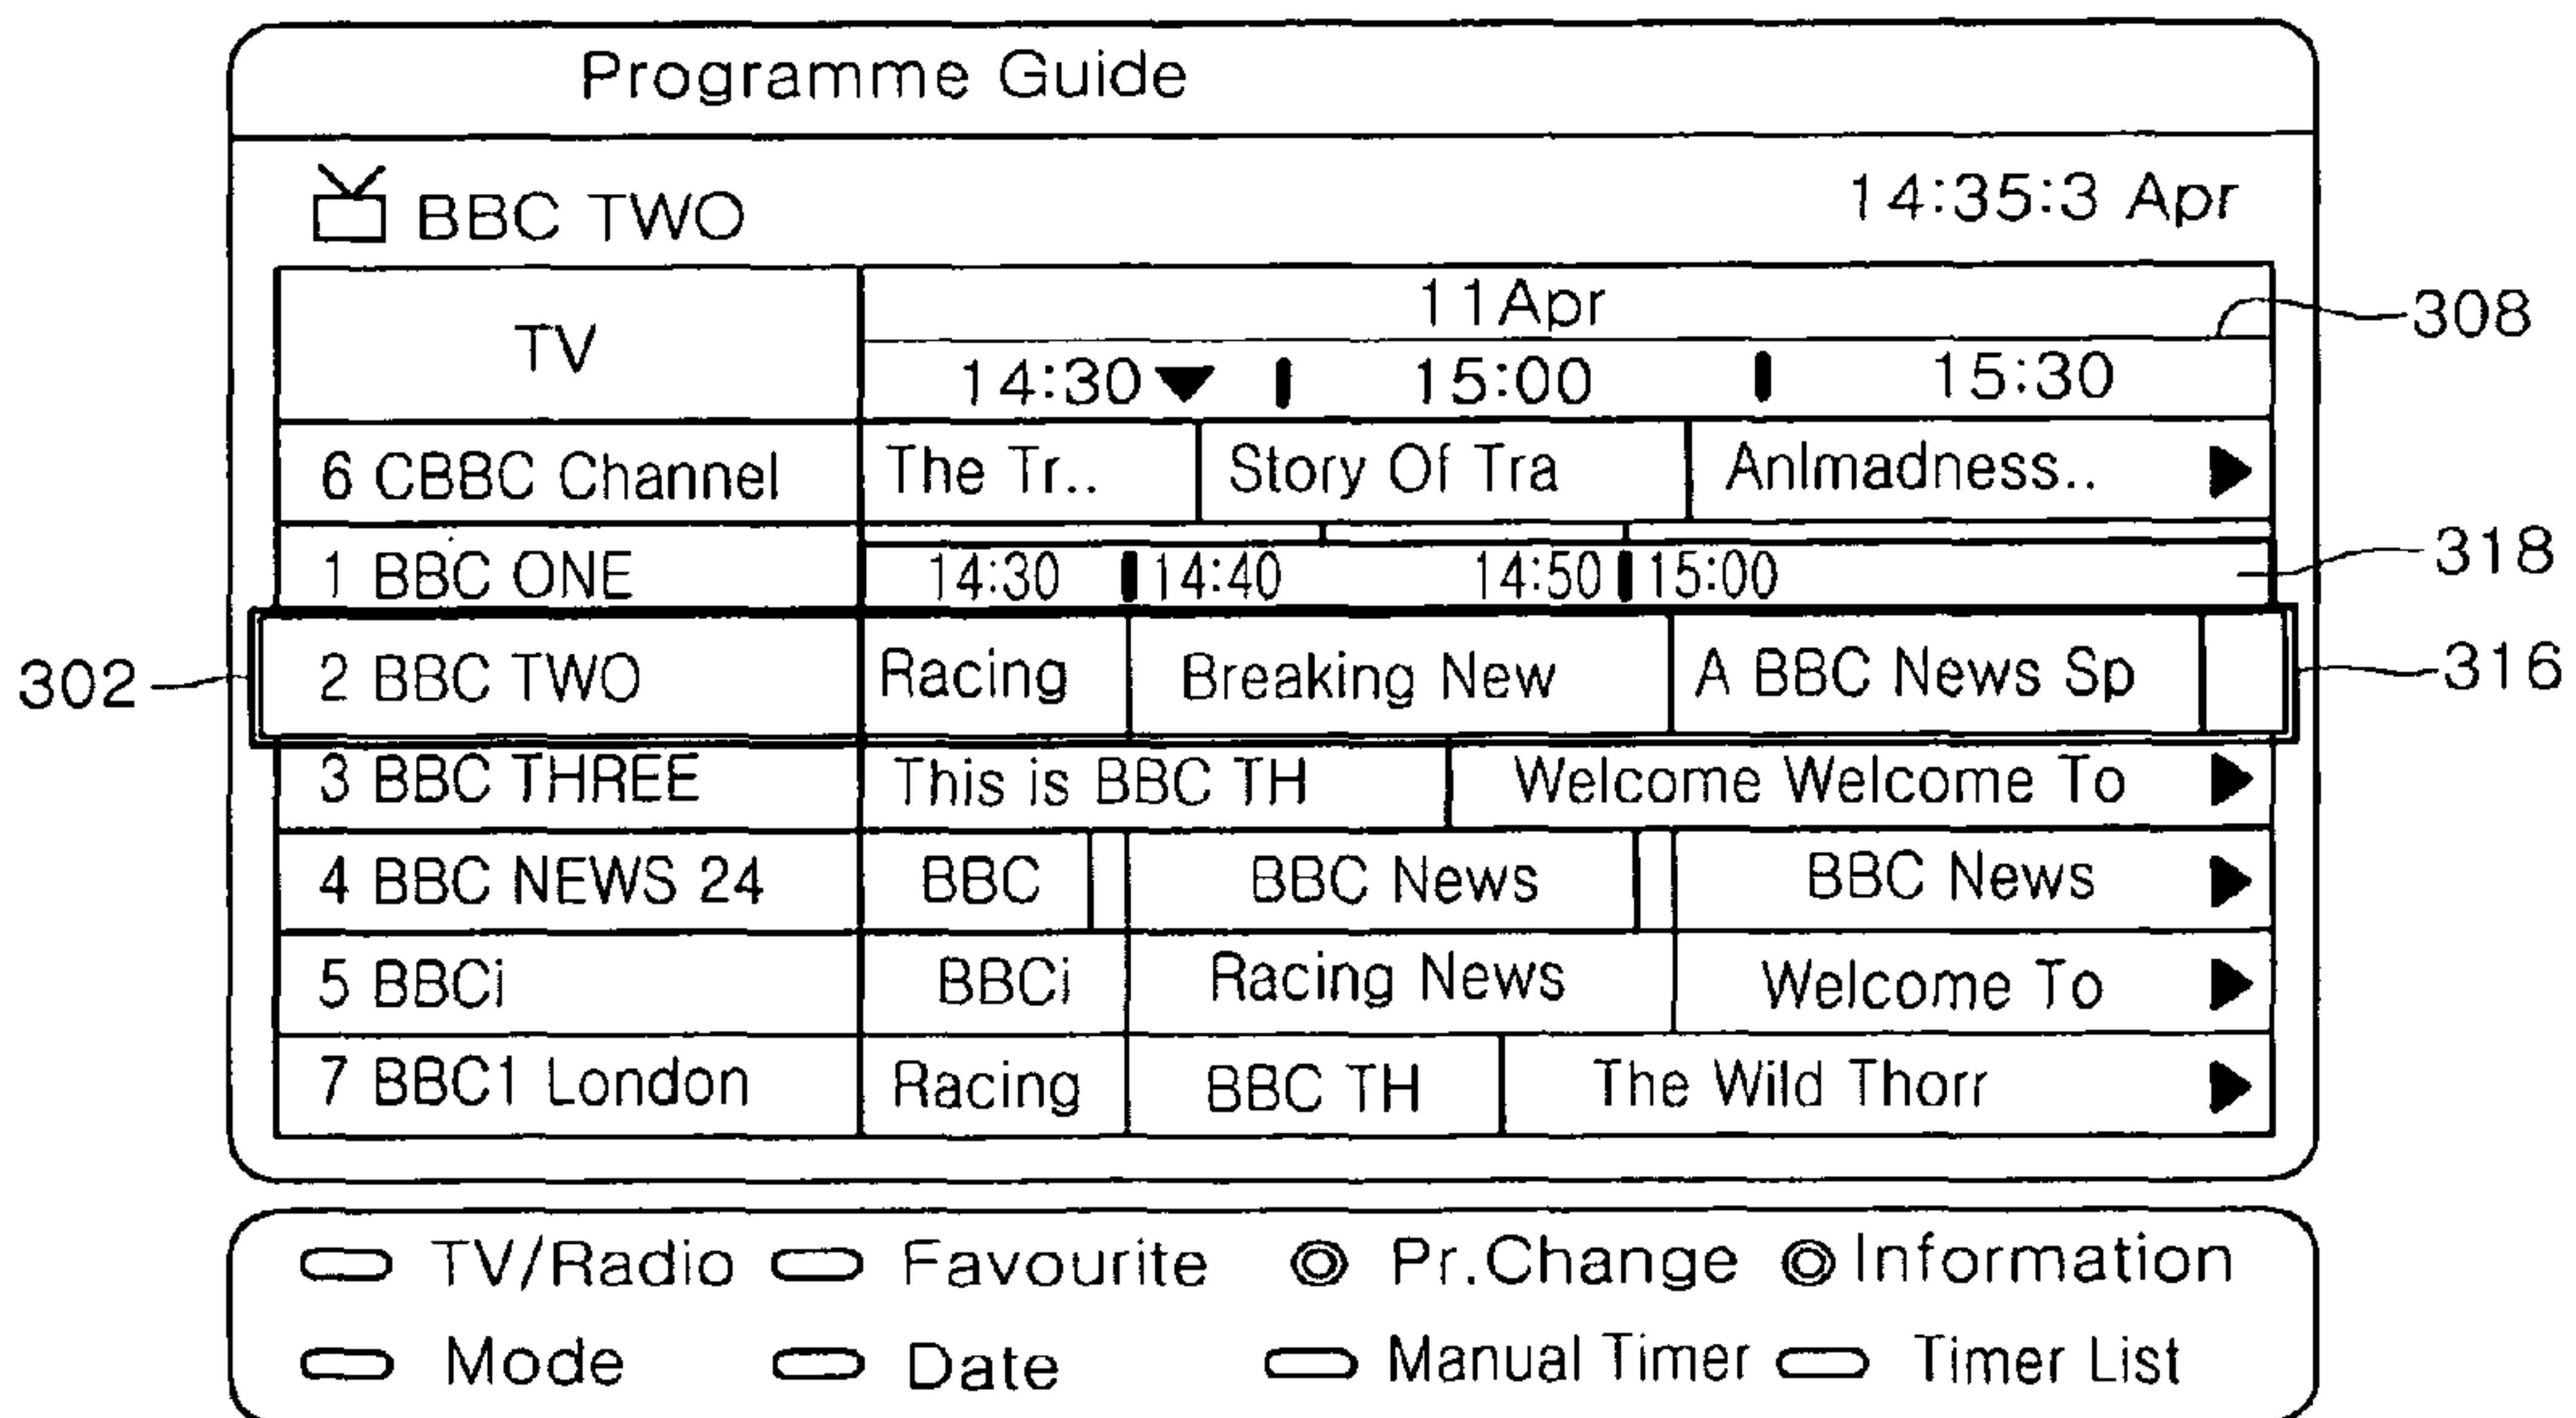 Programme Guide
BBC TWO 14:35:3 Apr
TV 11Apr 308
14:30 15:00 15:30
6 CBBC Channel The Tr.. Story Of Tra Anlmadness..
1 BBC ONE 14:30 14:40 14:50 15:00 318
302 2 BBC TWO Racing Breaking New A BBC News Sp 316
3 BBC THREE This is BBC TH Welcome Welcome To
4 BBC NEWS 24 BBC BBC News BBC News
5 BBCi BBCi Racing News Welcome To
7 BBC1 London Racing BBC TH The Wild Thorr
TV/Radio Favourite Pr.Change Information
Mode Date Manual Timer Timer List